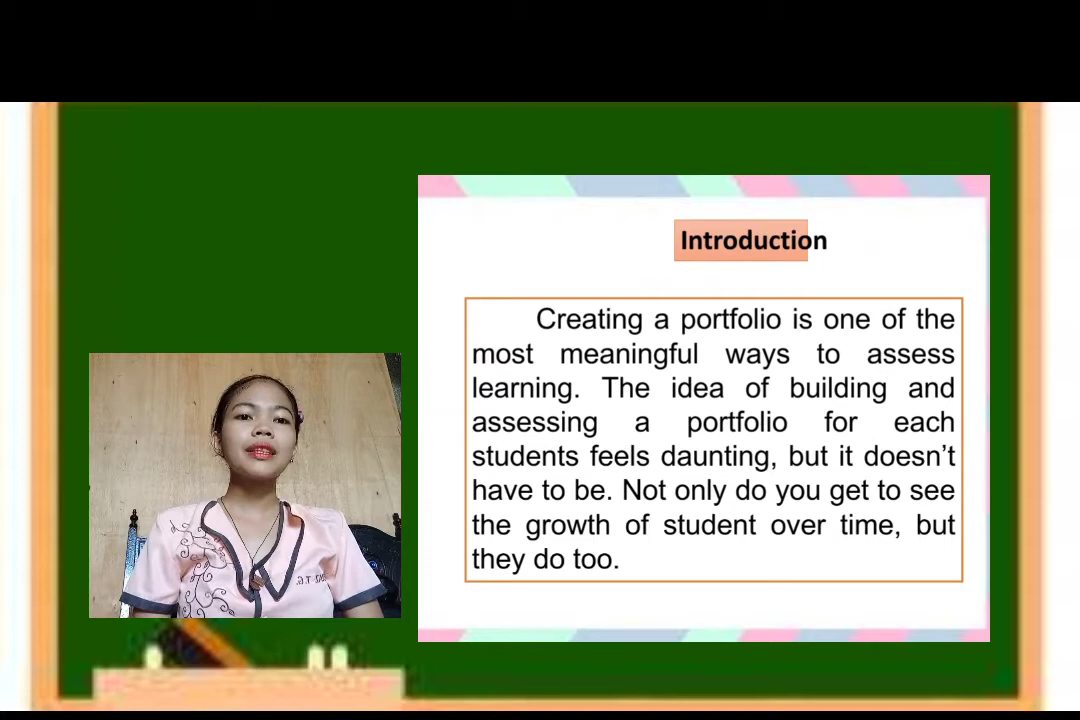 Introduction
Creating a portfolio is one of the
most meaningful ways to assess
learning. The idea of building and
assessing a portfolio for each
students feels daunting, but it doesn't
have to be. Not only do you get to see
the growth of student over time, but
they do too.